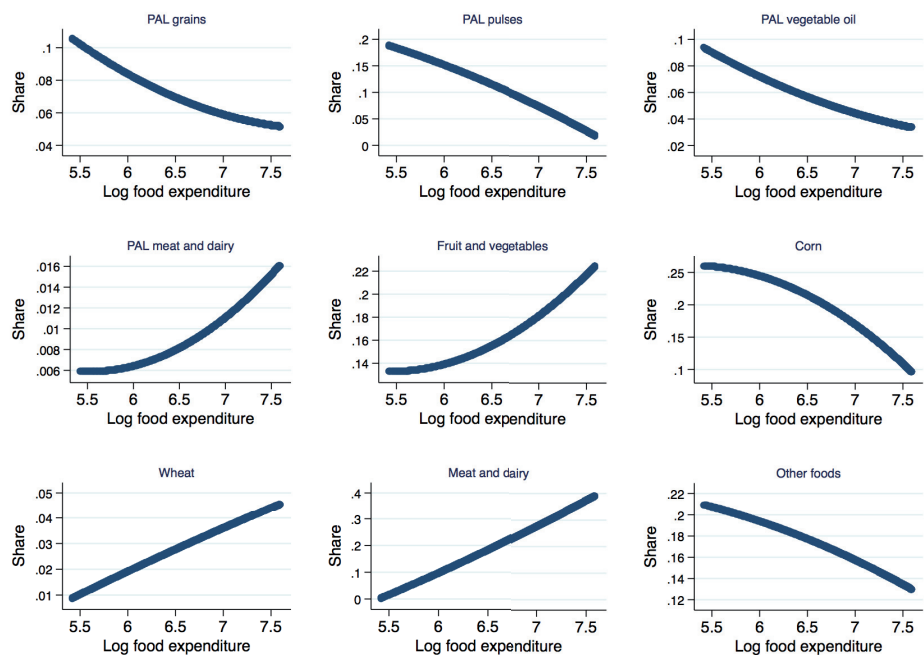 PAL grains
Share
.1
.08
.06
.04
5.5 6 6.5 7 7.5
Log food expenditure
PAL pulses
Share
.2
.15
.1
.05
0
5.5 6 6.5 7 7.5
Log food expenditure
PAL vegetable oil
Share
.1
.08
.06
.04
.02
5.5 6 6.5 7 7.5
Log food expenditure
PAL meat and dairy
Share
.016
.014
.012
.01
.008
.006
5.5 6 6.5 7 7.5
Log food expenditure
Fruit and vegetables
Share
.22
.2
.18
.16
.14
5.5 6 6.5 7 7.5
Log food expenditure
Corn
Share
.25
.2
.15
.1
5.5 6 6.5 7 7.5
Log food expenditure
Wheat
Share
.05
.04
.03
.02
.01
5.5 6 6.5 7 7.5
Log food expenditure
Meat and dairy
Share
.4
.3
.2
.1
0
5.5 6 6.5 7 7.5
Log food expenditure
Other foods
Share
.22
.2
.18
.16
.14
.12
5.5 6 6.5 7 7.5
Log food expenditure